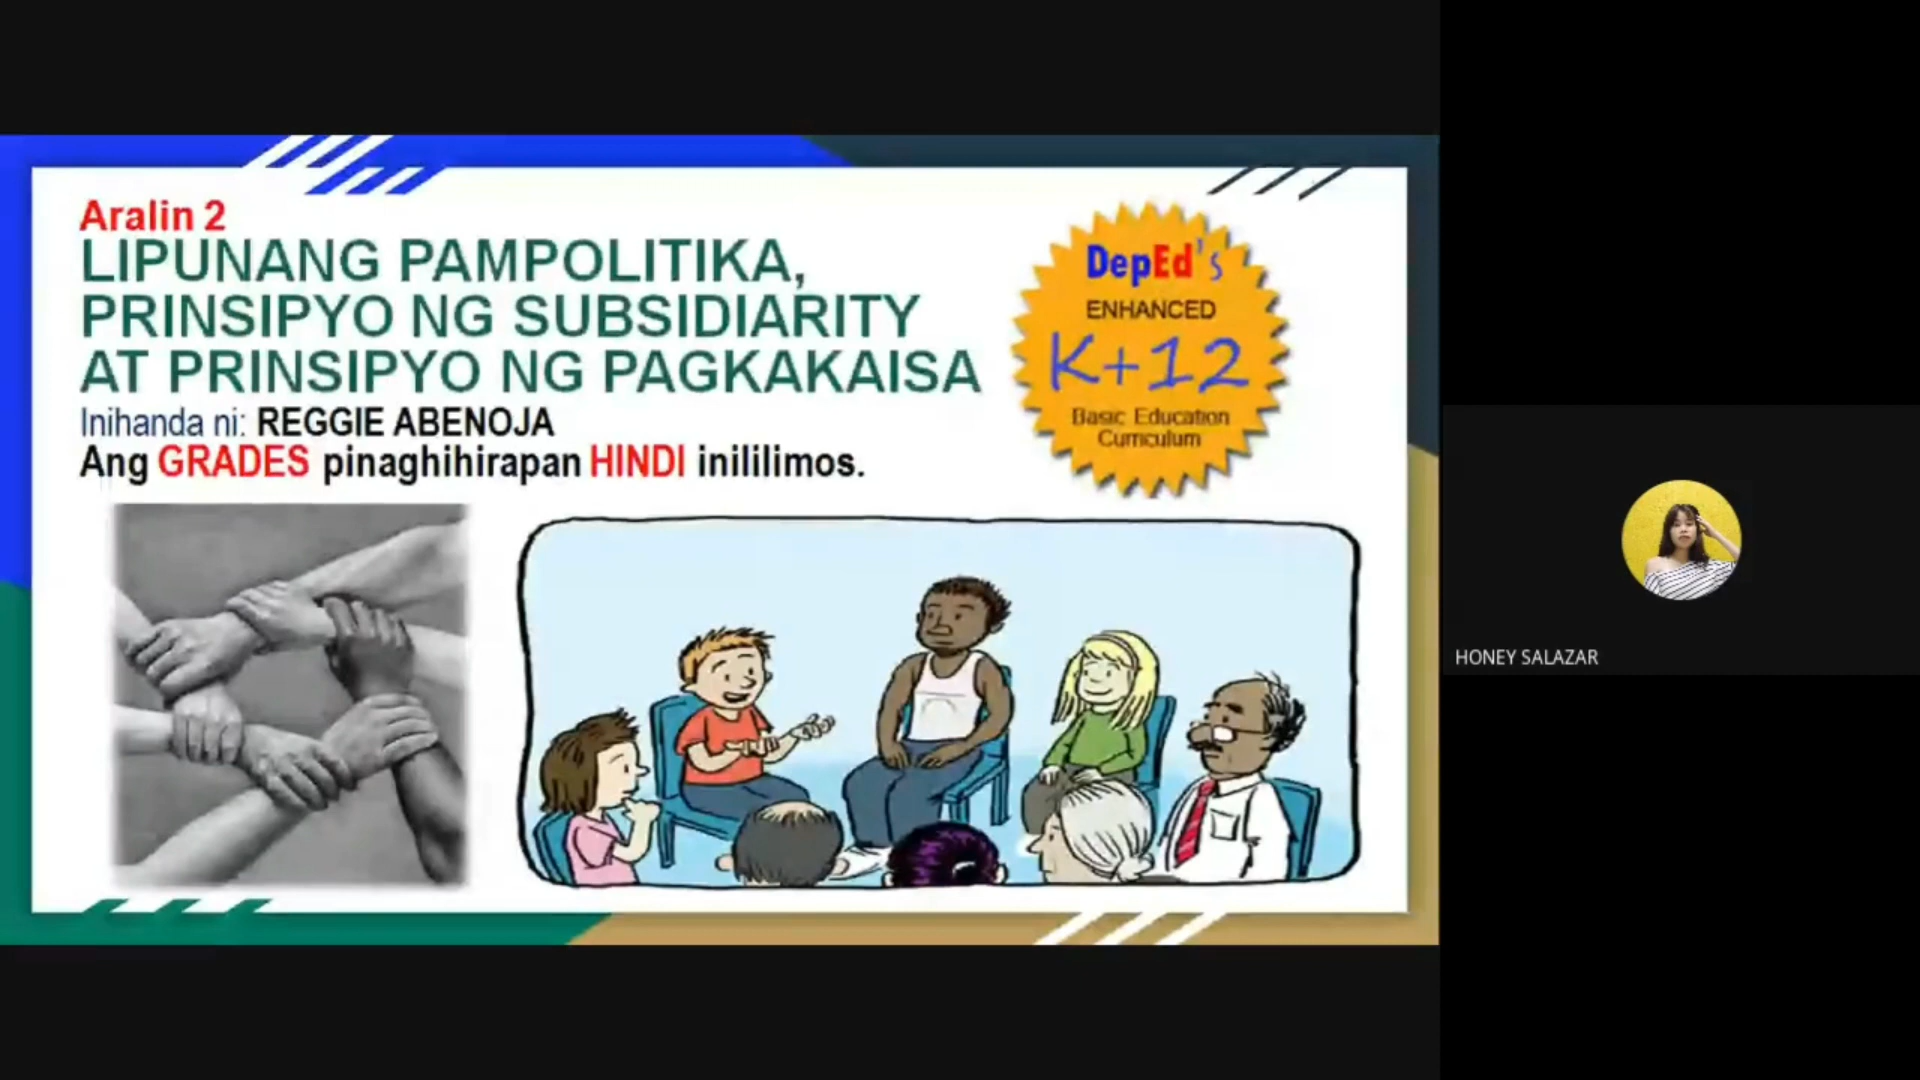 Aralin 2
LIPUNANG PAMPOLITIKA,
PRINSIPYO NG SUBSIDIARITY
AT PRINSIPYO NG PAGKAKAISA
Inihanda ni: REGGIE ABENOJA
Ang GRADES pinaghihirapan HINDI inililimos.
DepEd's
ENHANCED
K+12
Basic Education
Curriculum
HONEY SALAZAR